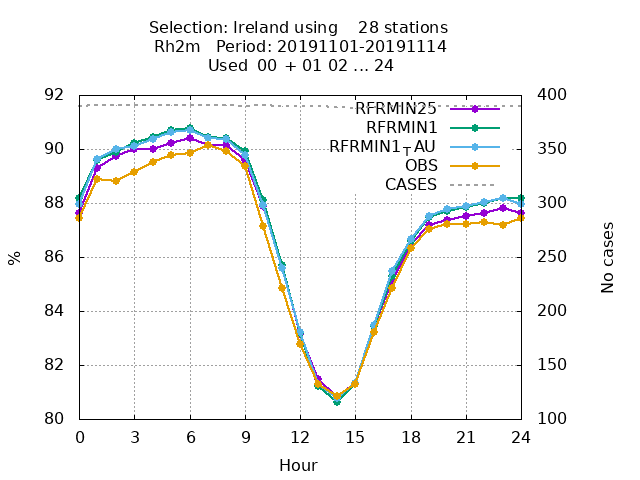 Selection: Ireland using    28 stations
Rh2m   Period: 20191101-20191114
Used  00 + 01 02 ... 24
92
90
88
86
84
82
80
%
400
350
300
250
200
150
100
No cases
RFRMIN25
RFRMIN1
RFRMIN1┬AU
OBS
CASES
0 3 6 9 12 15 18 21 24
Hour